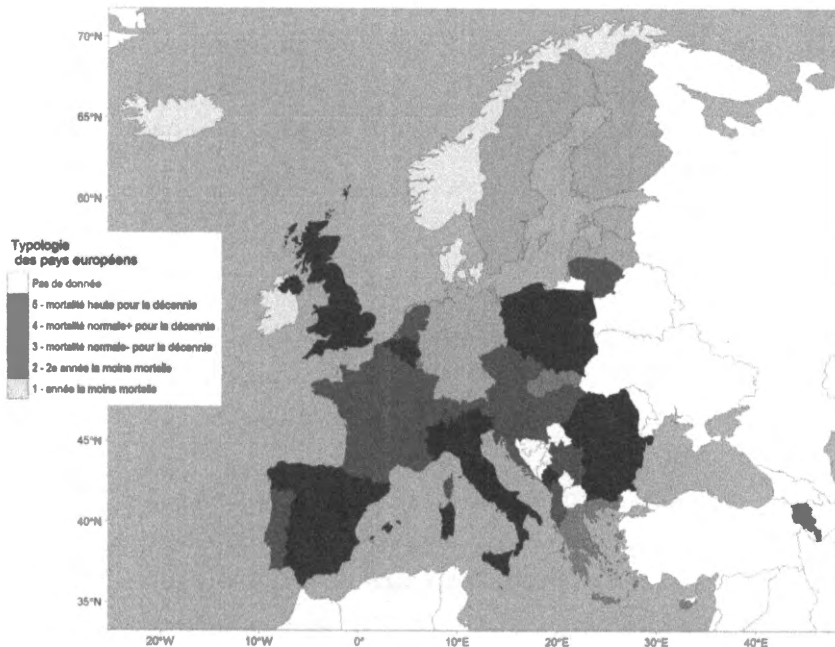 70°N
65°N
60°N
Typologie
des pays européens
Pas de donnée
5 - mortalité haute pour la décennie
4 - mortalité normale+ pour la décennie
3 - mortalité normale- pour la décennie
2 - 2e année la moins mortelle
1 - année la moins mortelle
45°N
40°N
35°N
20°W
10°W
0°
10°E
20°E
30°E
40°E